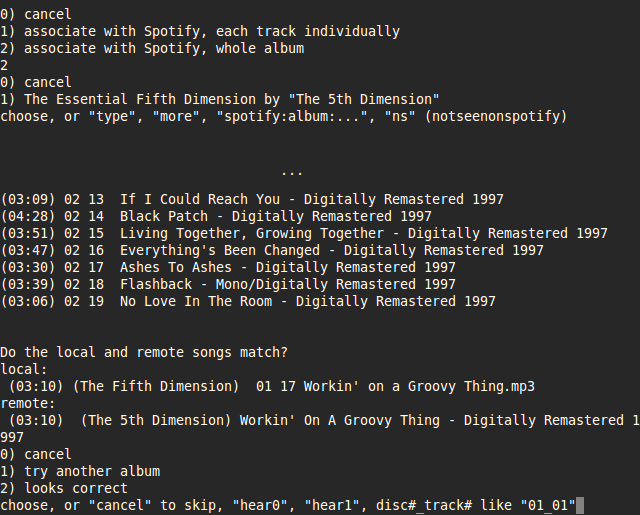 0) cancel
1) associate with Spotify, each track individually
2) associate with Spotify, whole album
2
0) cancel
1) The Essential Fifth Dimension by "The 5th Dimension"
choose, or "type", "more", "spotify:album:...", "ns" (notseenonspotify)
...
(03:09) 02 13  If I Could Reach You - Digitally Remastered 1997
(04:28) 02 14  Black Patch - Digitally Remastered 1997
(03:51) 02 15  Living Together, Growing Together - Digitally Remastered 1997
(03:47) 02 16  Everything's Been Changed - Digitally Remastered 1997
(03:30) 02 17  Ashes To Ashes - Digitally Remastered 1997
(03:39) 02 18  Flashback - Mono/Digitally Remastered 1997
(03:06) 02 19  No Love In The Room - Digitally Remastered 1997
Do the local and remote songs match?
local:
 (03:10) (The Fifth Dimension)  01 17 Workin' on a Groovy Thing.mp3
remote:
 (03:10)  (The 5th Dimension) Workin' On A Groovy Thing - Digitally Remastered 1
997
0) cancel
1) try another album
2) looks correct
choose, or "cancel" to skip, "hear0", "hear1", disc#_track# like "01_01"